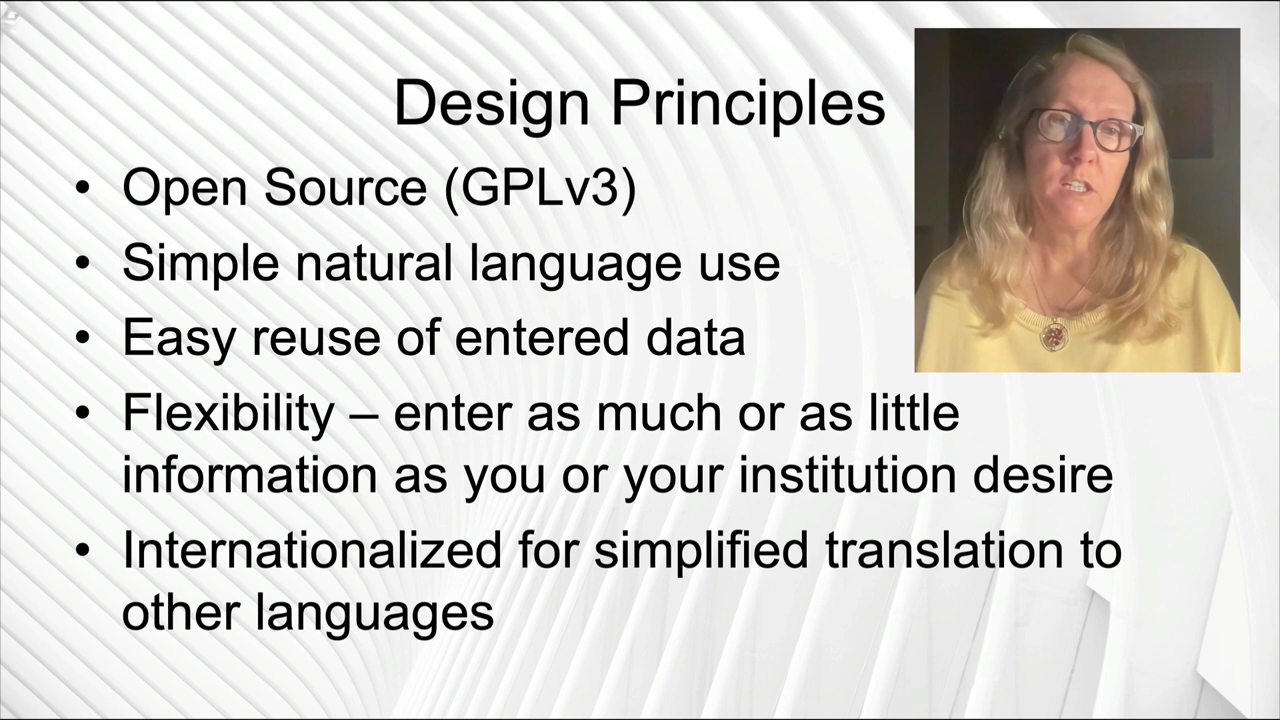 Design Principles
• Open Source (GPLv3)
• Simple natural language use
• Easy reuse of entered data
• Flexibility – enter as much or as little
information as you or your institution desire
• Internationalized for simplified translation to
other languages